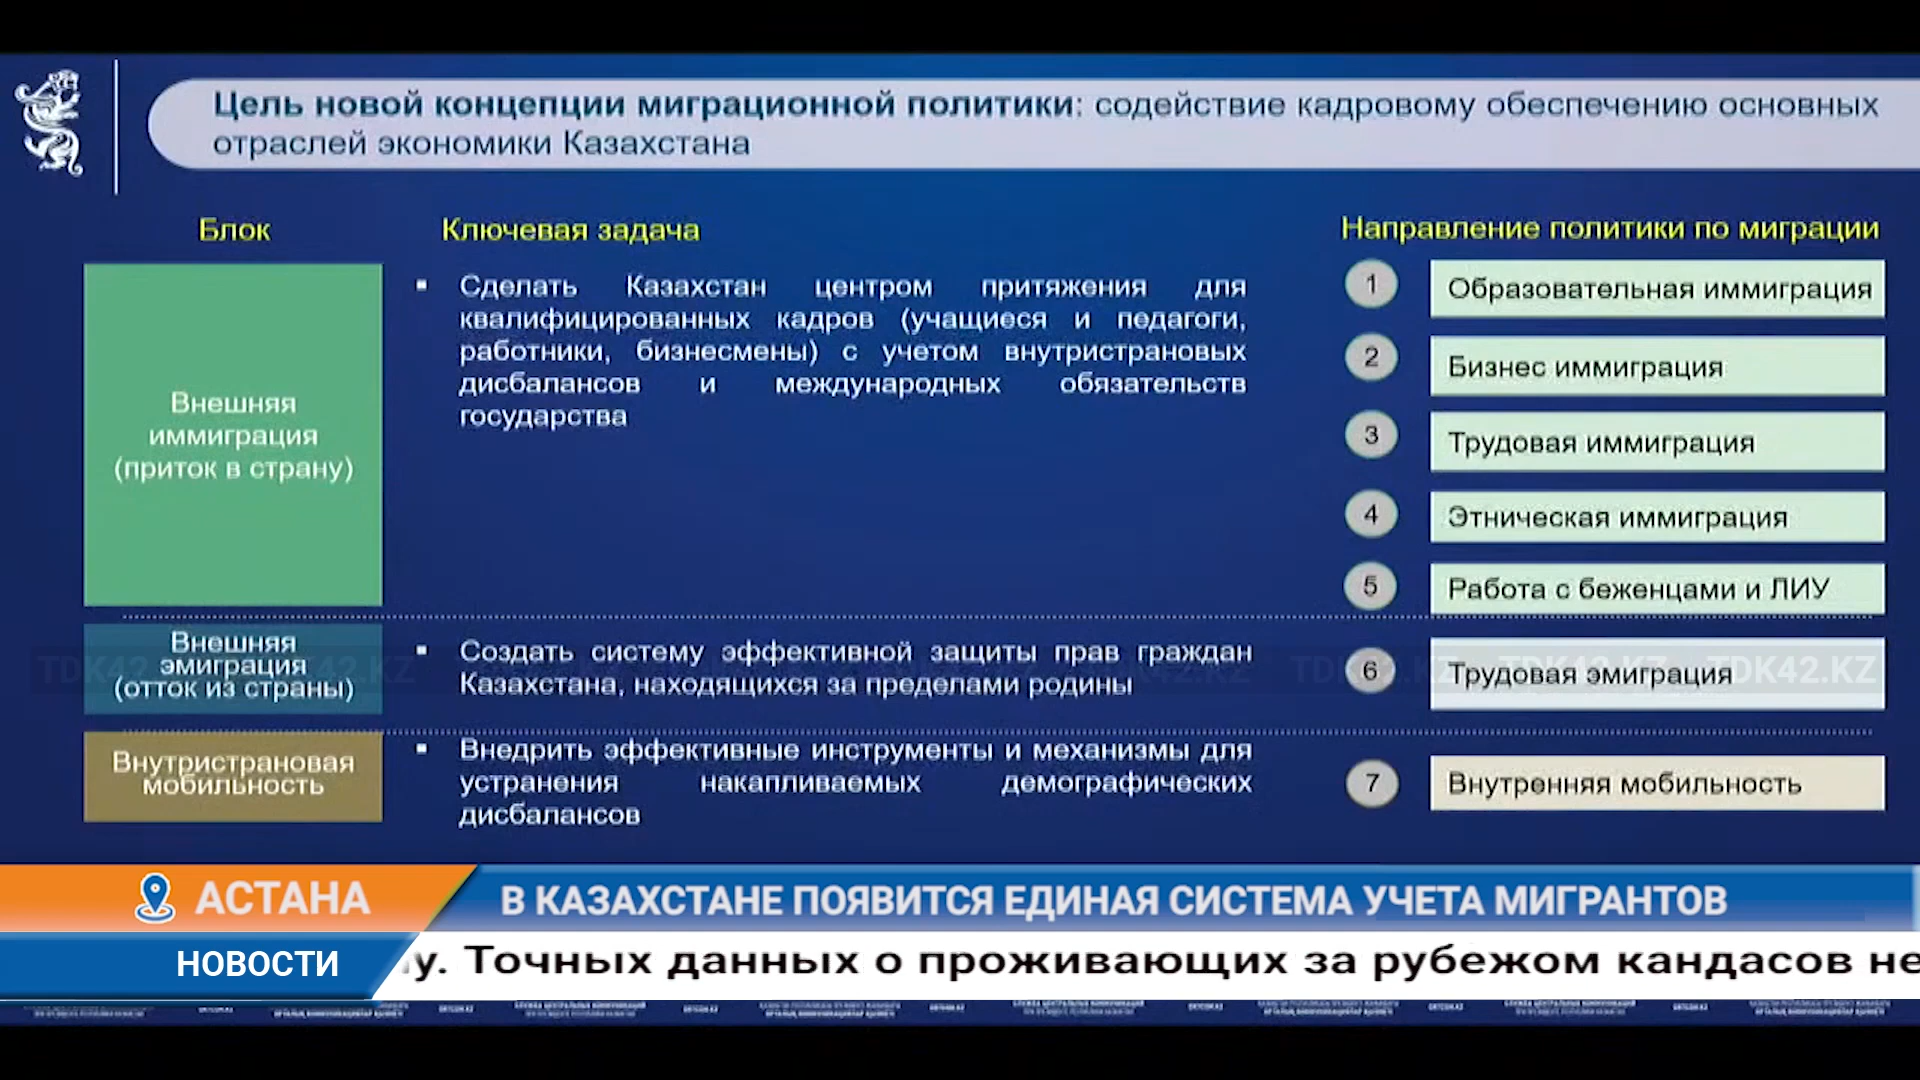 Цель новой концепции миграционной политики: содействие кадровому обеспечению основных
отраслей экономики Казахстана
Блок
Ключевая задача
Направление политики по миграции
Внешняя
иммиграция
(приток в страну)
Сделать Казахстан центром притяжения для
квалифицированных кадров (учащиеся и педагоги,
работники, бизнесмены) с учетом внутристрановых
дисбалансов и международных обязательств
государства
1 Образовательная иммиграция
2 Бизнес иммиграция
3 Трудовая иммиграция
4 Этническая иммиграция
5 Работа с беженцами и ЛИУ
Внешняя
эмиграция
(отток из страны)
Создать систему эффективной защиты прав граждан
Казахстана, находящихся за пределами родины
6 Трудовая эмиграция
TDK42.KZ
Внутристрановая
мобильность
Внедрить эффективные инструменты и механизмы для
устранения накапливаемых демографических
дисбалансов
7 Внутренняя мобильность
АСТАНА
В КАЗАХСТАНЕ ПОЯВИТСЯ ЕДИНАЯ СИСТЕМА УЧЕТА МИГРАНТОВ
НОВОСТИ
у. Точных данных о проживающих за рубежом кандасов не